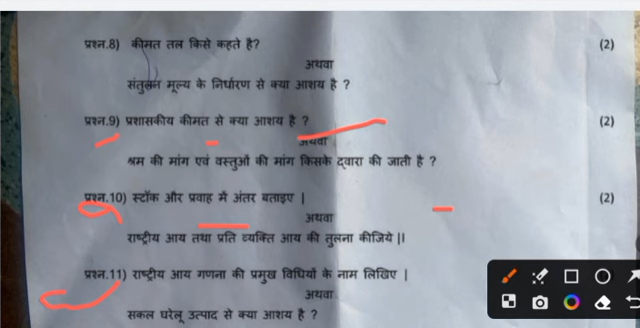 प्रश्न.8) कीमत तल किसे कहते है? (2)
अथवा
संतुलन मूल्य के निर्धारण से क्या आशय है ?
प्रश्न.9) प्रशासकीय कीमत से क्या आशय है ? (2)
अथवा
श्रम की मांग एवं वस्तुओं की मांग किसके द्वारा की जाती है ?
प्रश्न.10) स्टॉक और प्रवाह में अंतर बताइए | (2)
अथवा
राष्ट्रीय आय तथा प्रति व्यक्ति आय की तुलना कीजिये ||
प्रश्न.11) राष्ट्रीय आय गणना की प्रमुख विधियों के नाम लिखिए |
अथवा
सकल घरेलू उत्पाद से क्या आशय है ?